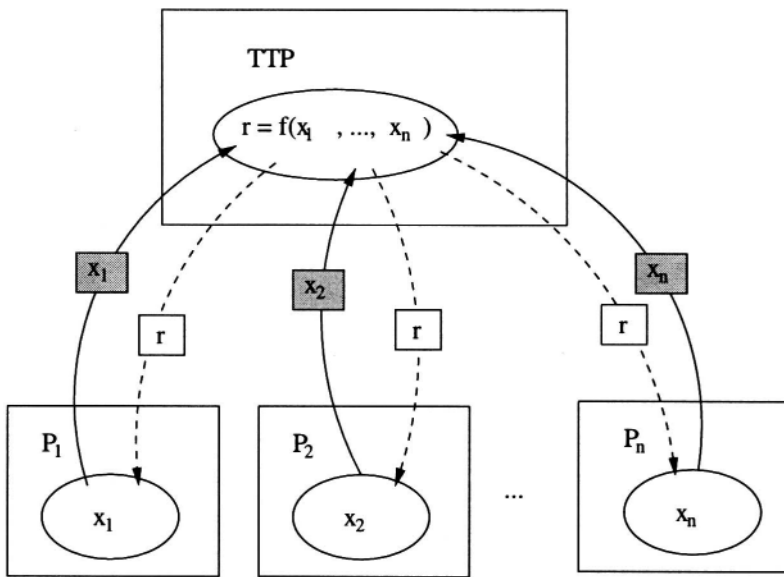 TTP
r = f(x₁ , ..., xₙ )
x₁
x₂
xₙ
r
r
r
P₁
P₂
Pₙ
...
x₁
x₂
xₙ